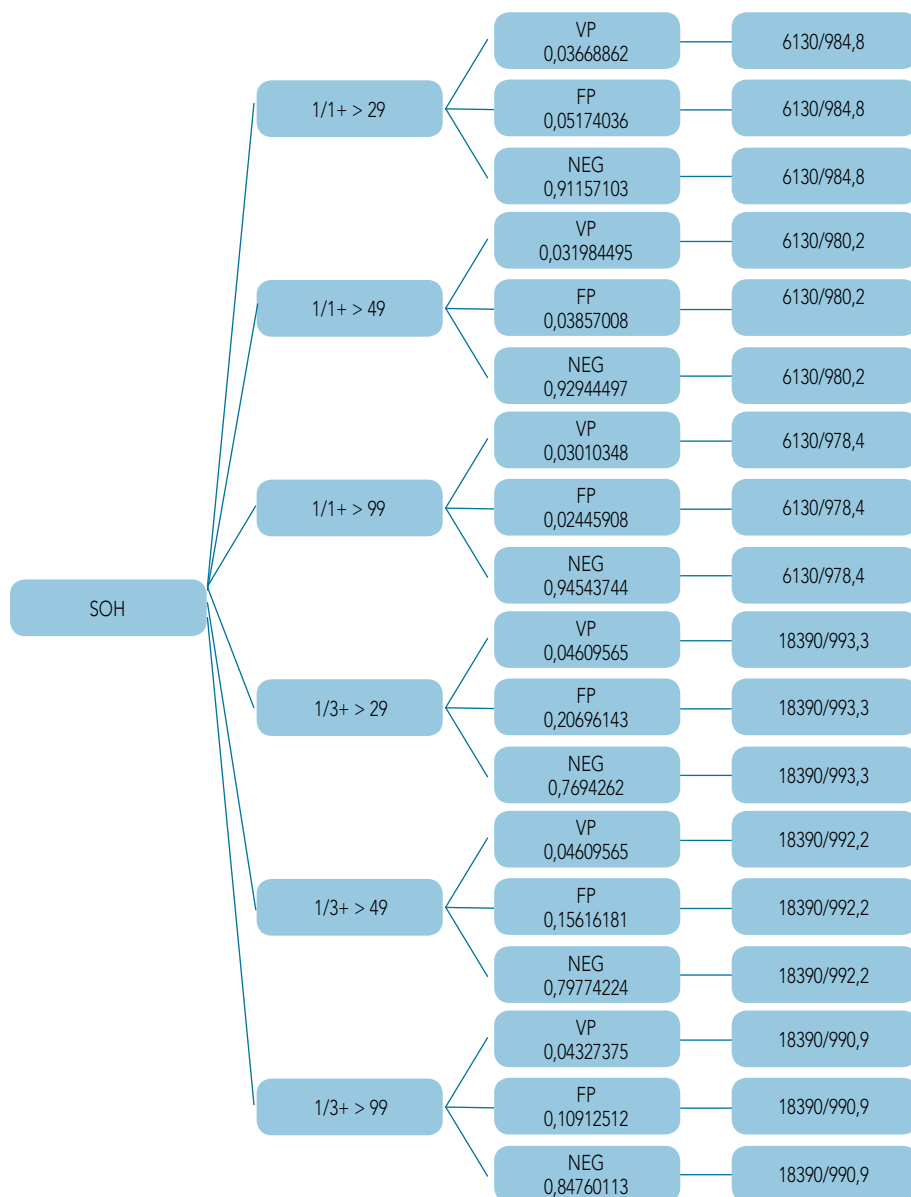 VP
0,03668862
6130/984,8
1/1+ > 29
FP
0,05174036
6130/984,8
NEG
0,91157103
6130/984,8
VP
0,031984495
6130/980,2
1/1+ > 49
FP
0,03857008
6130/980,2
NEG
0,92944497
6130/980,2
VP
0,03010348
6130/978,4
1/1+ > 99
FP
0,02445908
6130/978,4
NEG
0,94543744
6130/978,4
SOH
VP
0,04609565
18390/993,3
1/3+ > 29
FP
0,20696143
18390/993,3
NEG
0,7694262
18390/993,3
VP
0,04609565
18390/992,2
1/3+ > 49
FP
0,15616181
18390/992,2
NEG
0,79774224
18390/992,2
VP
0,04327375
18390/990,9
1/3+ > 99
FP
0,10912512
18390/990,9
NEG
0,84760113
18390/990,9